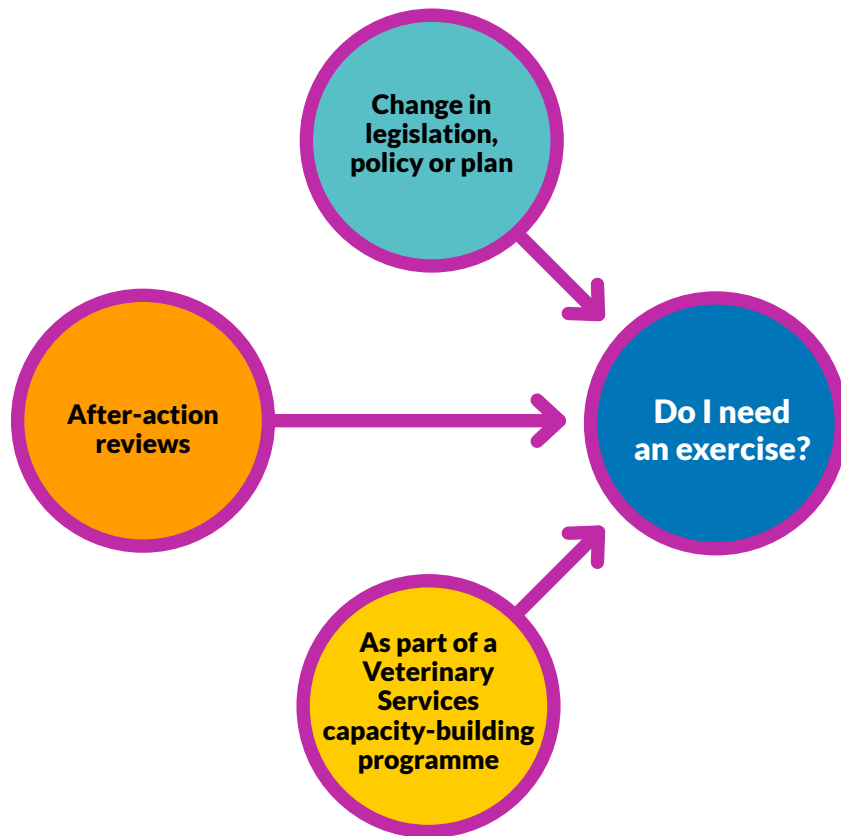 Change in
legislation,
policy or plan
After-action
reviews
Do I need
an exercise?
As part of a
Veterinary
Services
capacity-building
programme